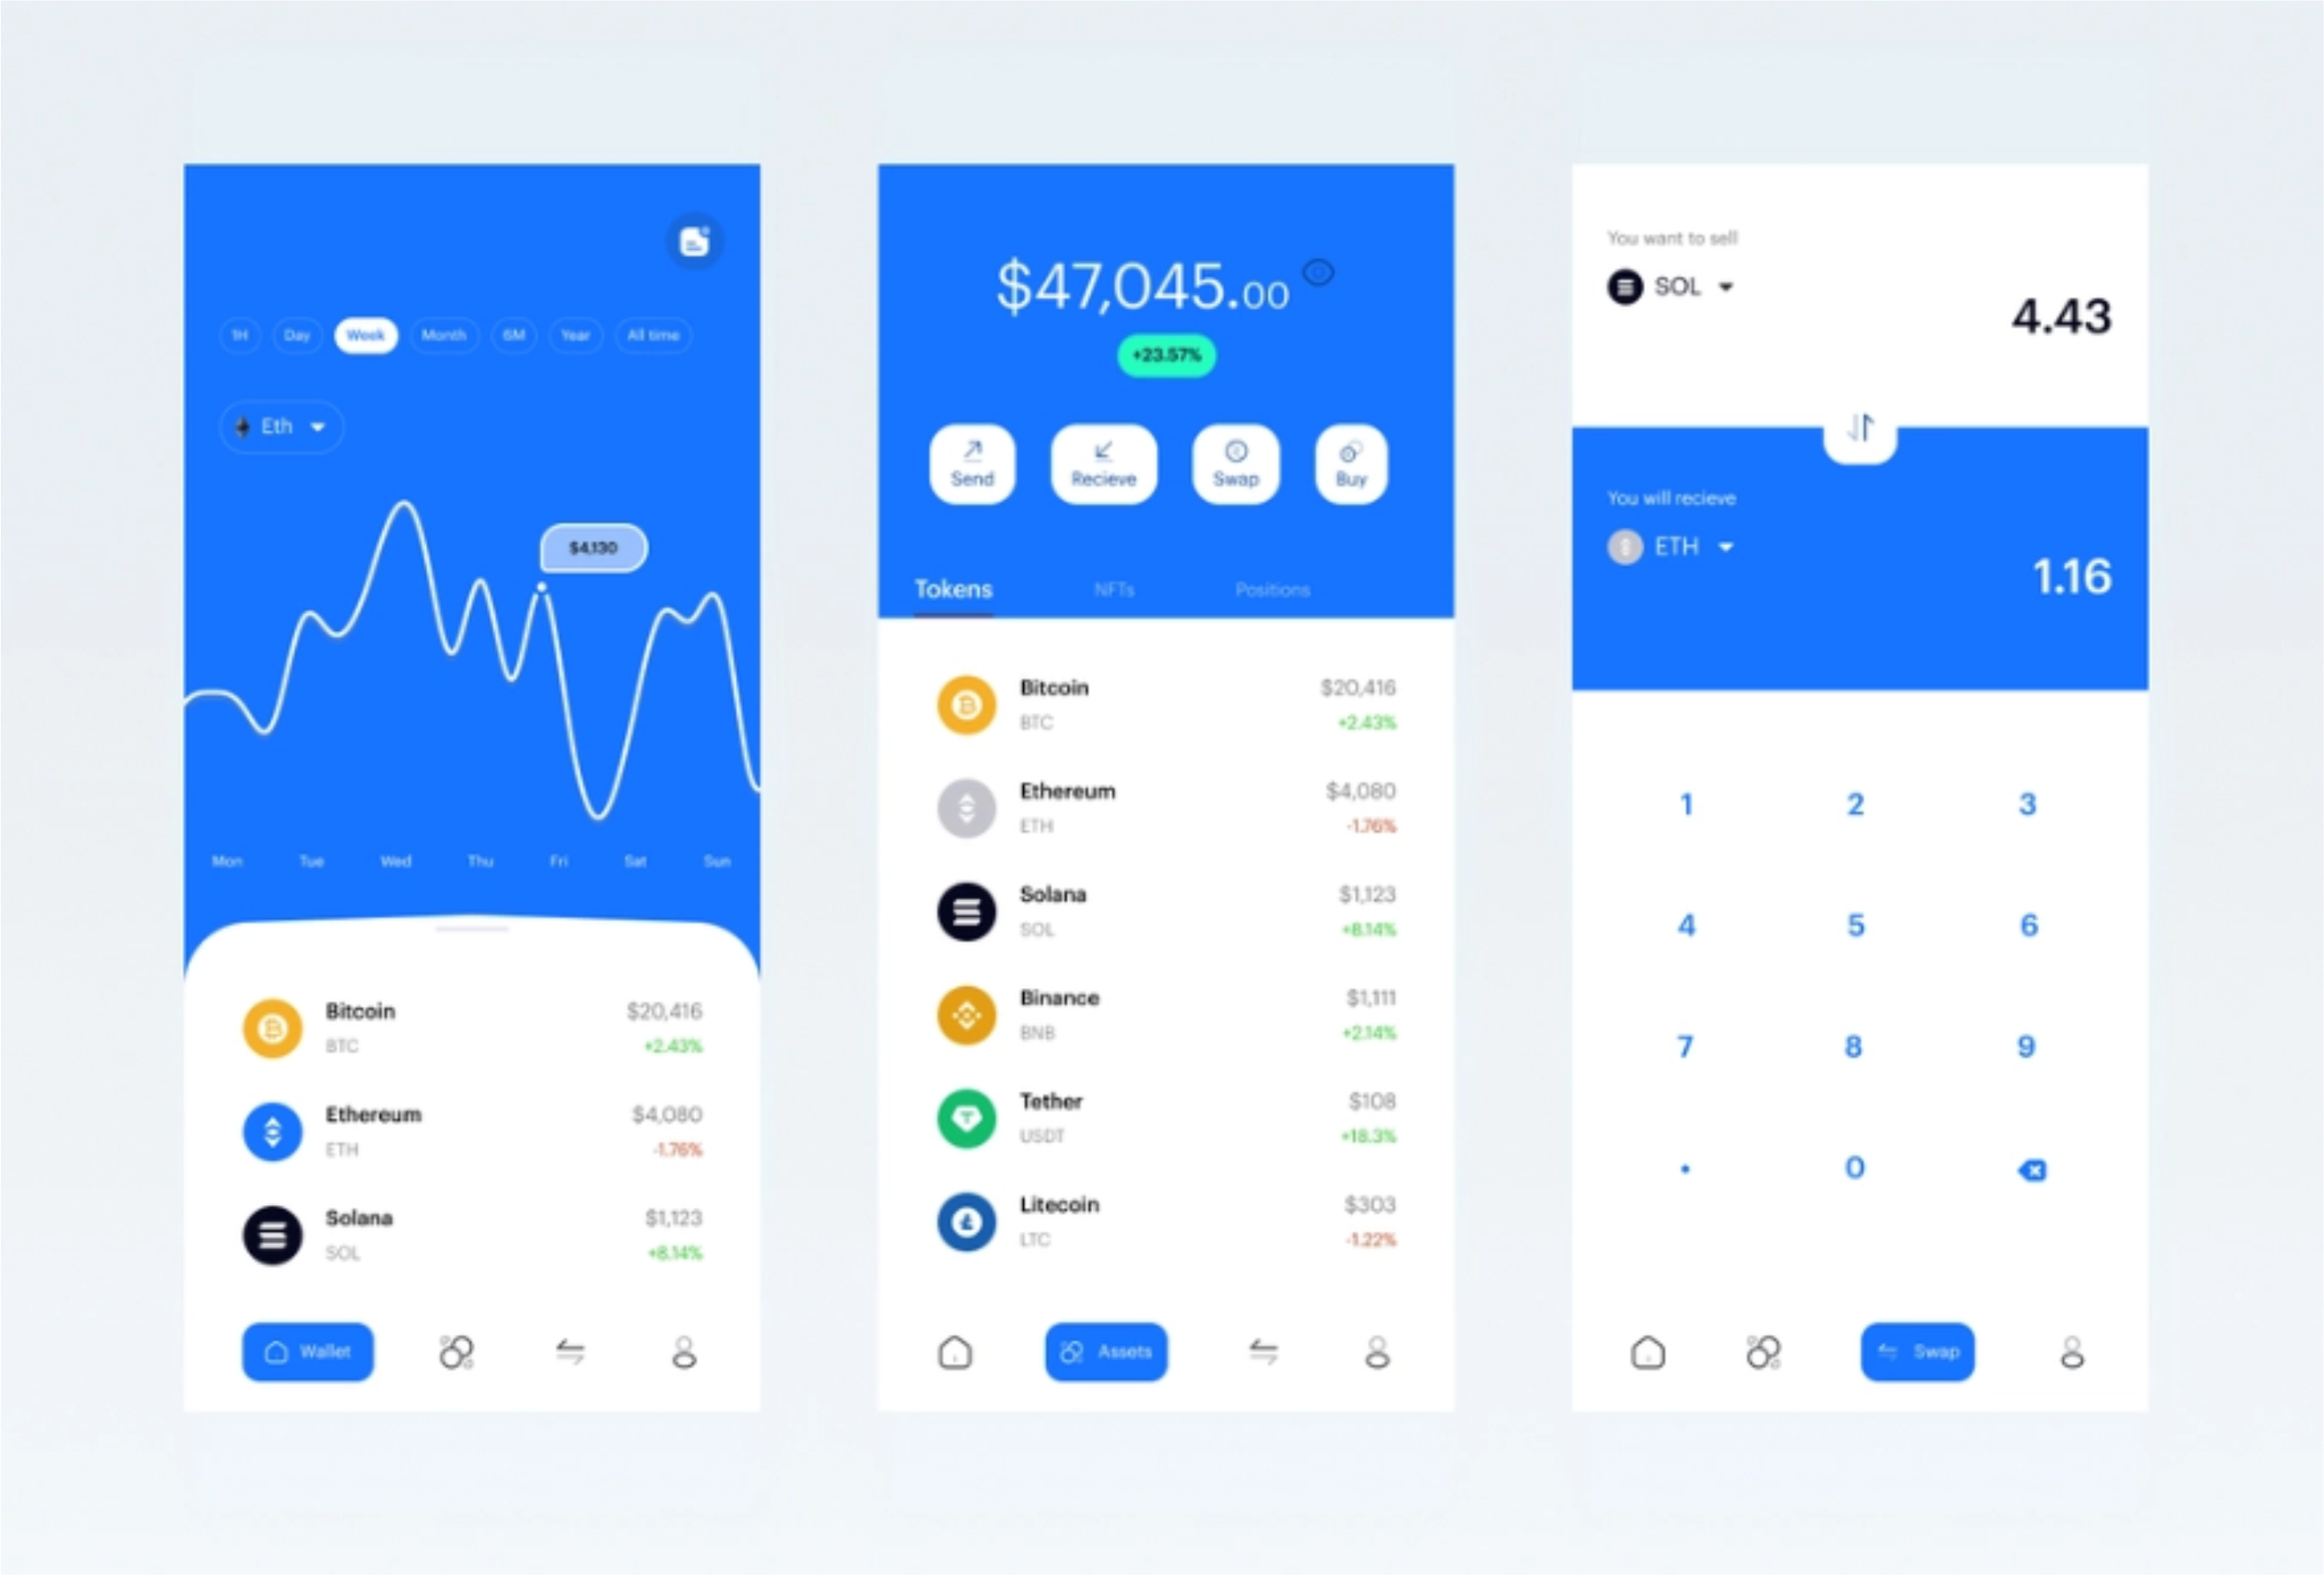 1H Day Week Month 6M Year All time
Eth
$4,130
Mon Tue Wed Thu Fri Sat Sun
Bitcoin $20,416
BTC +2.43%
Ethereum $4,080
ETH -1.76%
Solana $1,123
SOL +8.14%
Wallet
$47,045.00
+23.57%
Send Recieve Swap Buy
Tokens NFTs Positions
Bitcoin $20,416
BTC +2.43%
Ethereum $4,080
ETH -1.76%
Solana $1,123
SOL +8.14%
Binance $1,111
BNB +2.14%
Tether $108
USDT +18.3%
Litecoin $303
LTC -1.22%
Assets
You want to sell
SOL
4.43
You will recieve
ETH
1.16
1 2 3
4 5 6
7 8 9
. 0
Swap